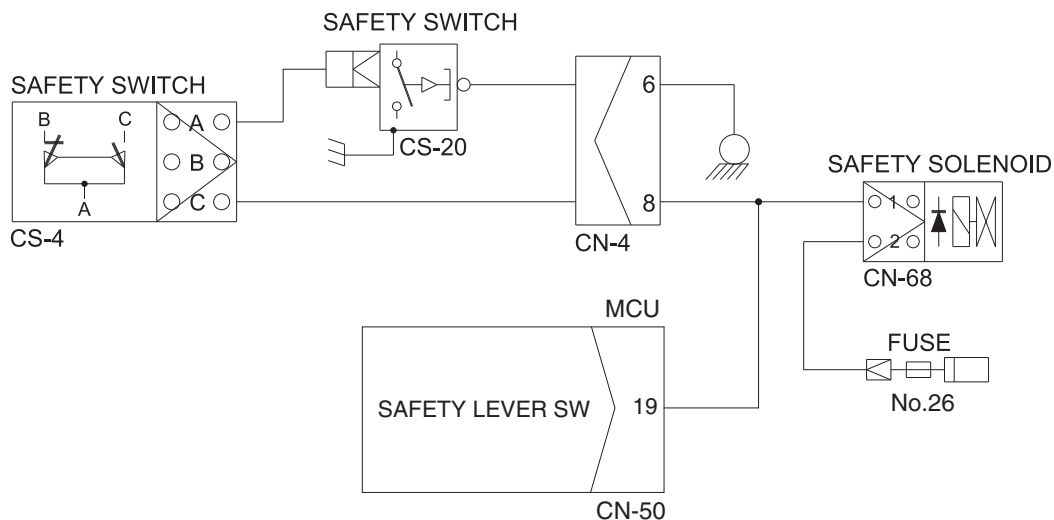 SAFETY SWITCH
SAFETY SWITCH
B
C
A
A
B
C
CS-4
CS-20
6
8
CN-4
SAFETY SOLENOID
1
2
CN-68
MCU
SAFETY LEVER SW
19
CN-50
FUSE
No.26